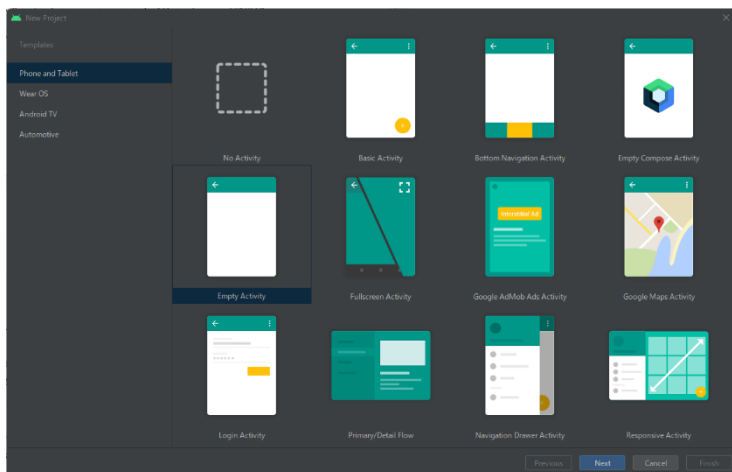 New Project
Templates
Phone and Tablet
Wear OS
Android TV
Automotive
No Activity
Basic Activity
Bottom Navigation Activity
Empty Compose Activity
Interstitial Ad
Empty Activity
Fullscreen Activity
Google AdMob Ads Activity
Google Maps Activity
Login Activity
Primary/Detail Flow
Navigation Drawer Activity
Responsive Activity
Previous
Next
Cancel
Finish